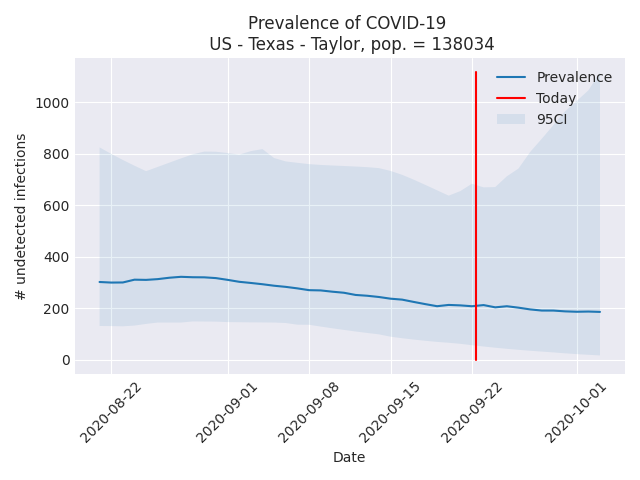 Prevalence of COVID-19
US - Texas - Taylor, pop. = 138034
Prevalence
Today
95CI
# undetected infections
1000
800
600
400
200
0
2020-08-22
2020-09-01
2020-09-08
2020-09-15
2020-09-22
2020-10-01
Date